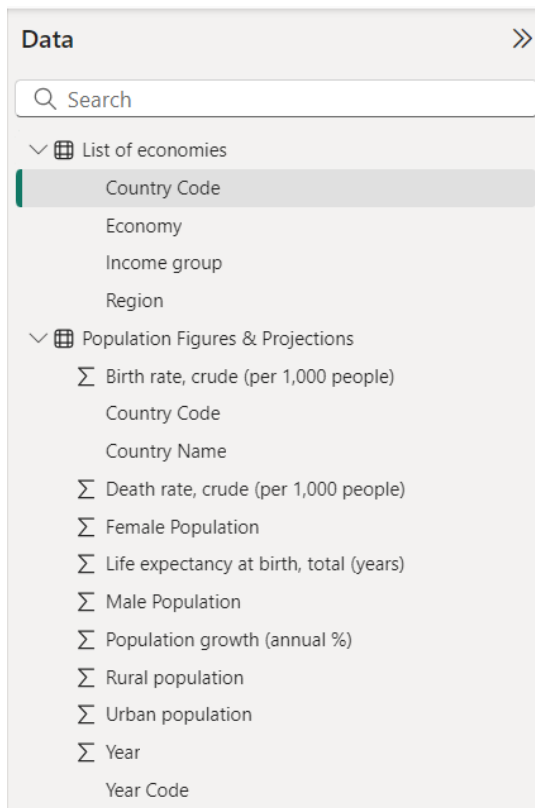 Data
Search
List of economies
Country Code
Economy
Income group
Region
Population Figures & Projections
Birth rate, crude (per 1,000 people)
Country Code
Country Name
Death rate, crude (per 1,000 people)
Female Population
Life expectancy at birth, total (years)
Male Population
Population growth (annual %)
Rural population
Urban population
Year
Year Code